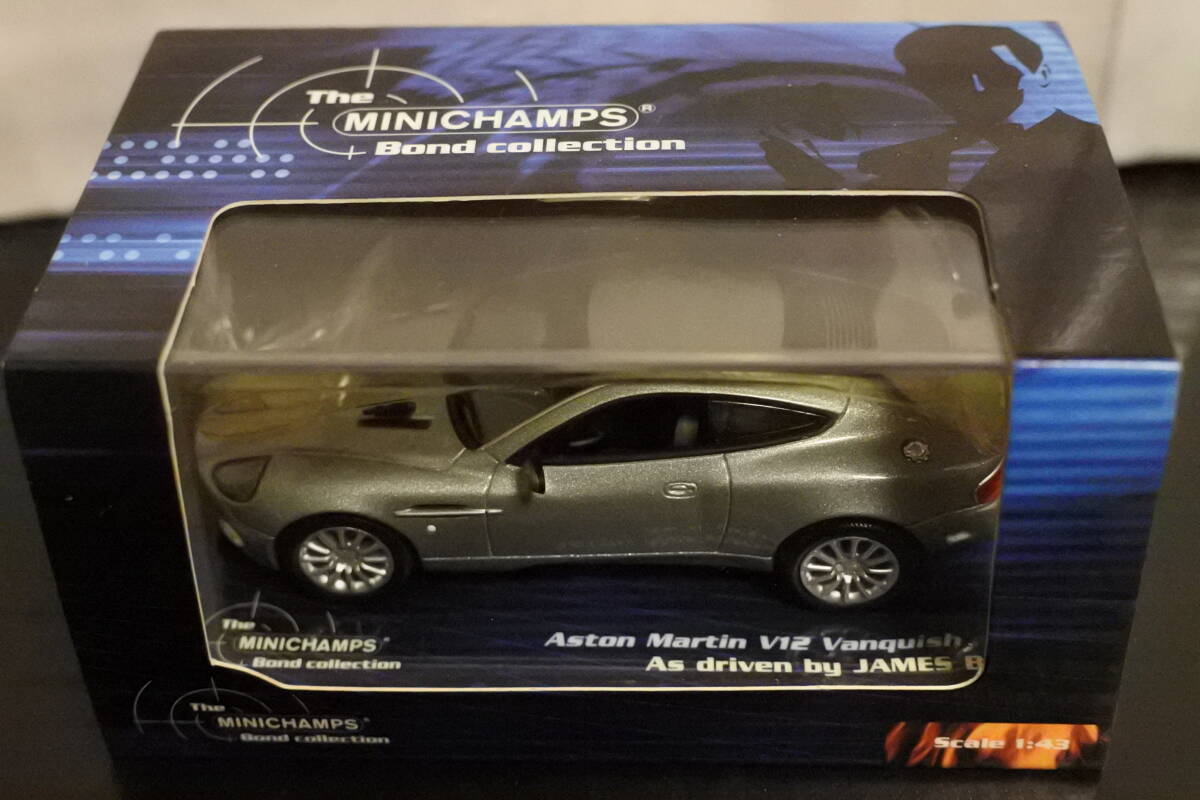 The
MINICHAMPS®
Bond collection
The
MINICHAMPS®
Bond collection
Aston Martin V12 Vanquish,
As driven by JAMES B
The
MINICHAMPS®
Bond collection
Scale 1:43